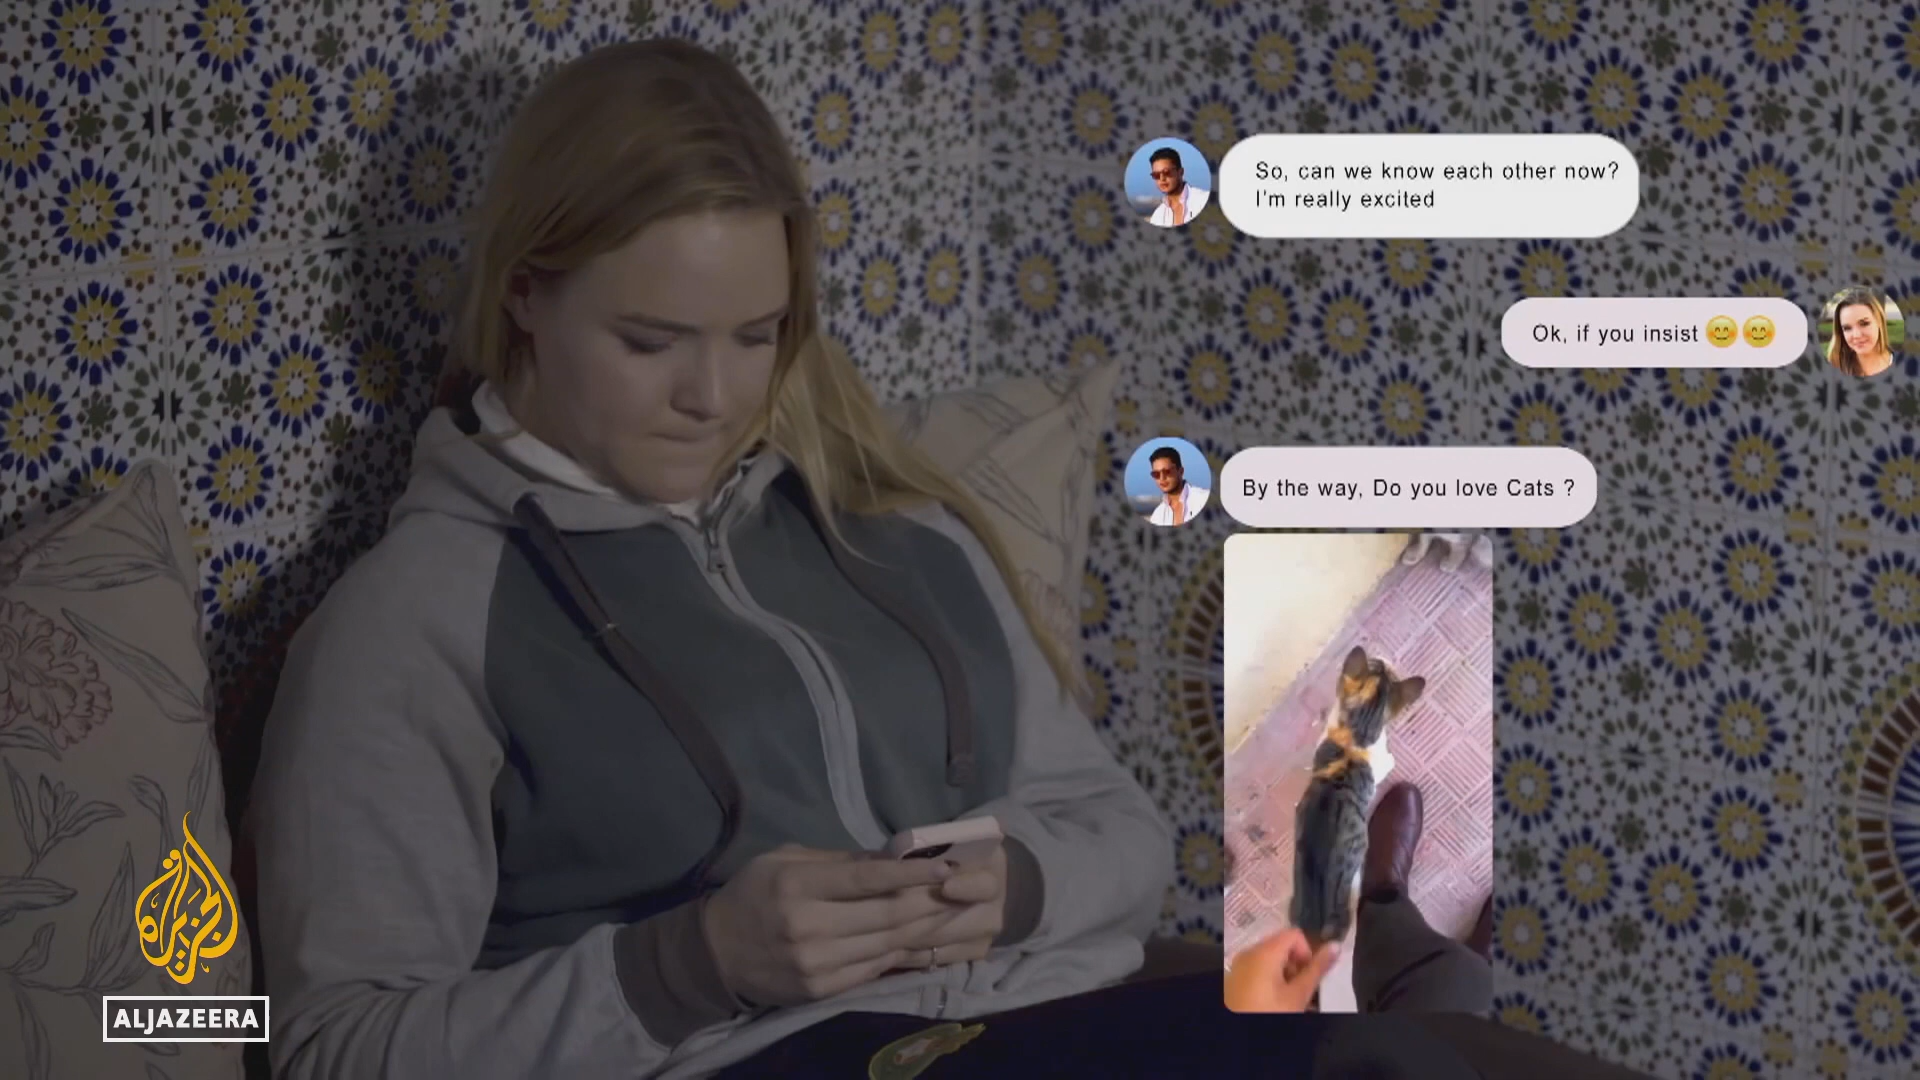 So, can we know each other now?
I'm really excited
Ok, if you insist 😊😊
By the way, Do you love Cats ?
الجزيرة
ALJAZEERA